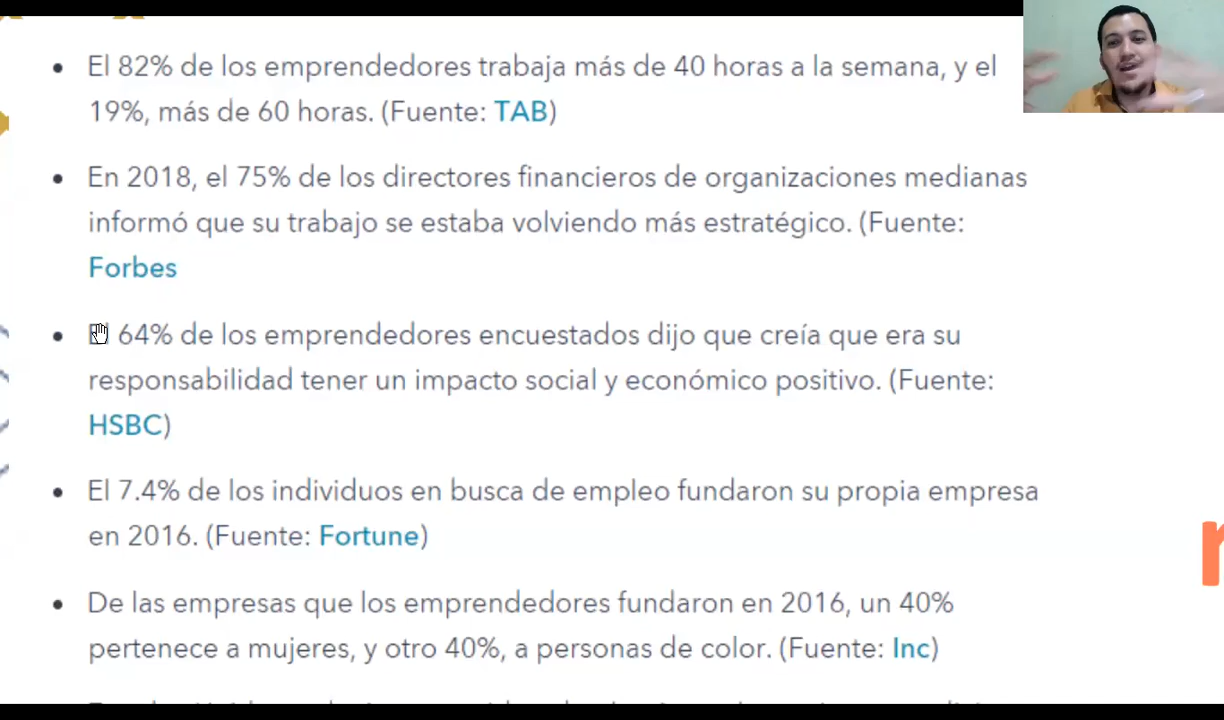 El 82% de los emprendedores trabaja más de 40 horas a la semana, y el
19%, más de 60 horas. (Fuente: TAB)
En 2018, el 75% de los directores financieros de organizaciones medianas
informó que su trabajo se estaba volviendo más estratégico. (Fuente:
Forbes
El 64% de los emprendedores encuestados dijo que creía que era su
responsabilidad tener un impacto social y económico positivo. (Fuente:
HSBC)
El 7.4% de los individuos en busca de empleo fundaron su propia empresa
en 2016. (Fuente: Fortune)
De las empresas que los emprendedores fundaron en 2016, un 40%
pertenece a mujeres, y otro 40%, a personas de color. (Fuente: Inc)